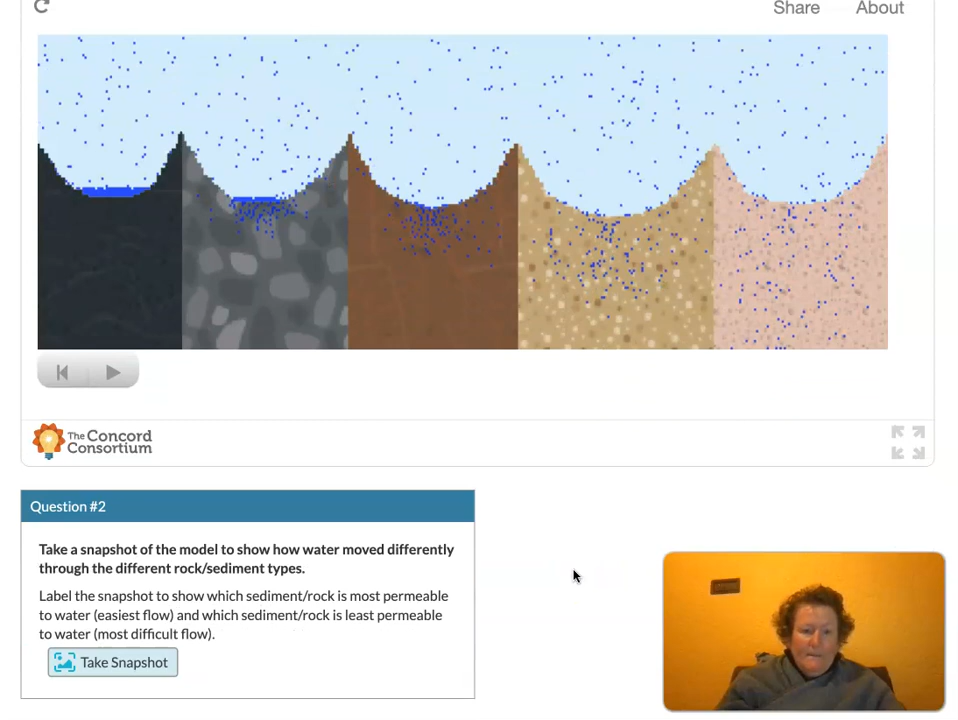 Share About
The Concord
Consortium
Question #2
Take a snapshot of the model to show how water moved differently
through the different rock/sediment types.
Label the snapshot to show which sediment/rock is most permeable
to water (easiest flow) and which sediment/rock is least permeable
to water (most difficult flow).
Take Snapshot